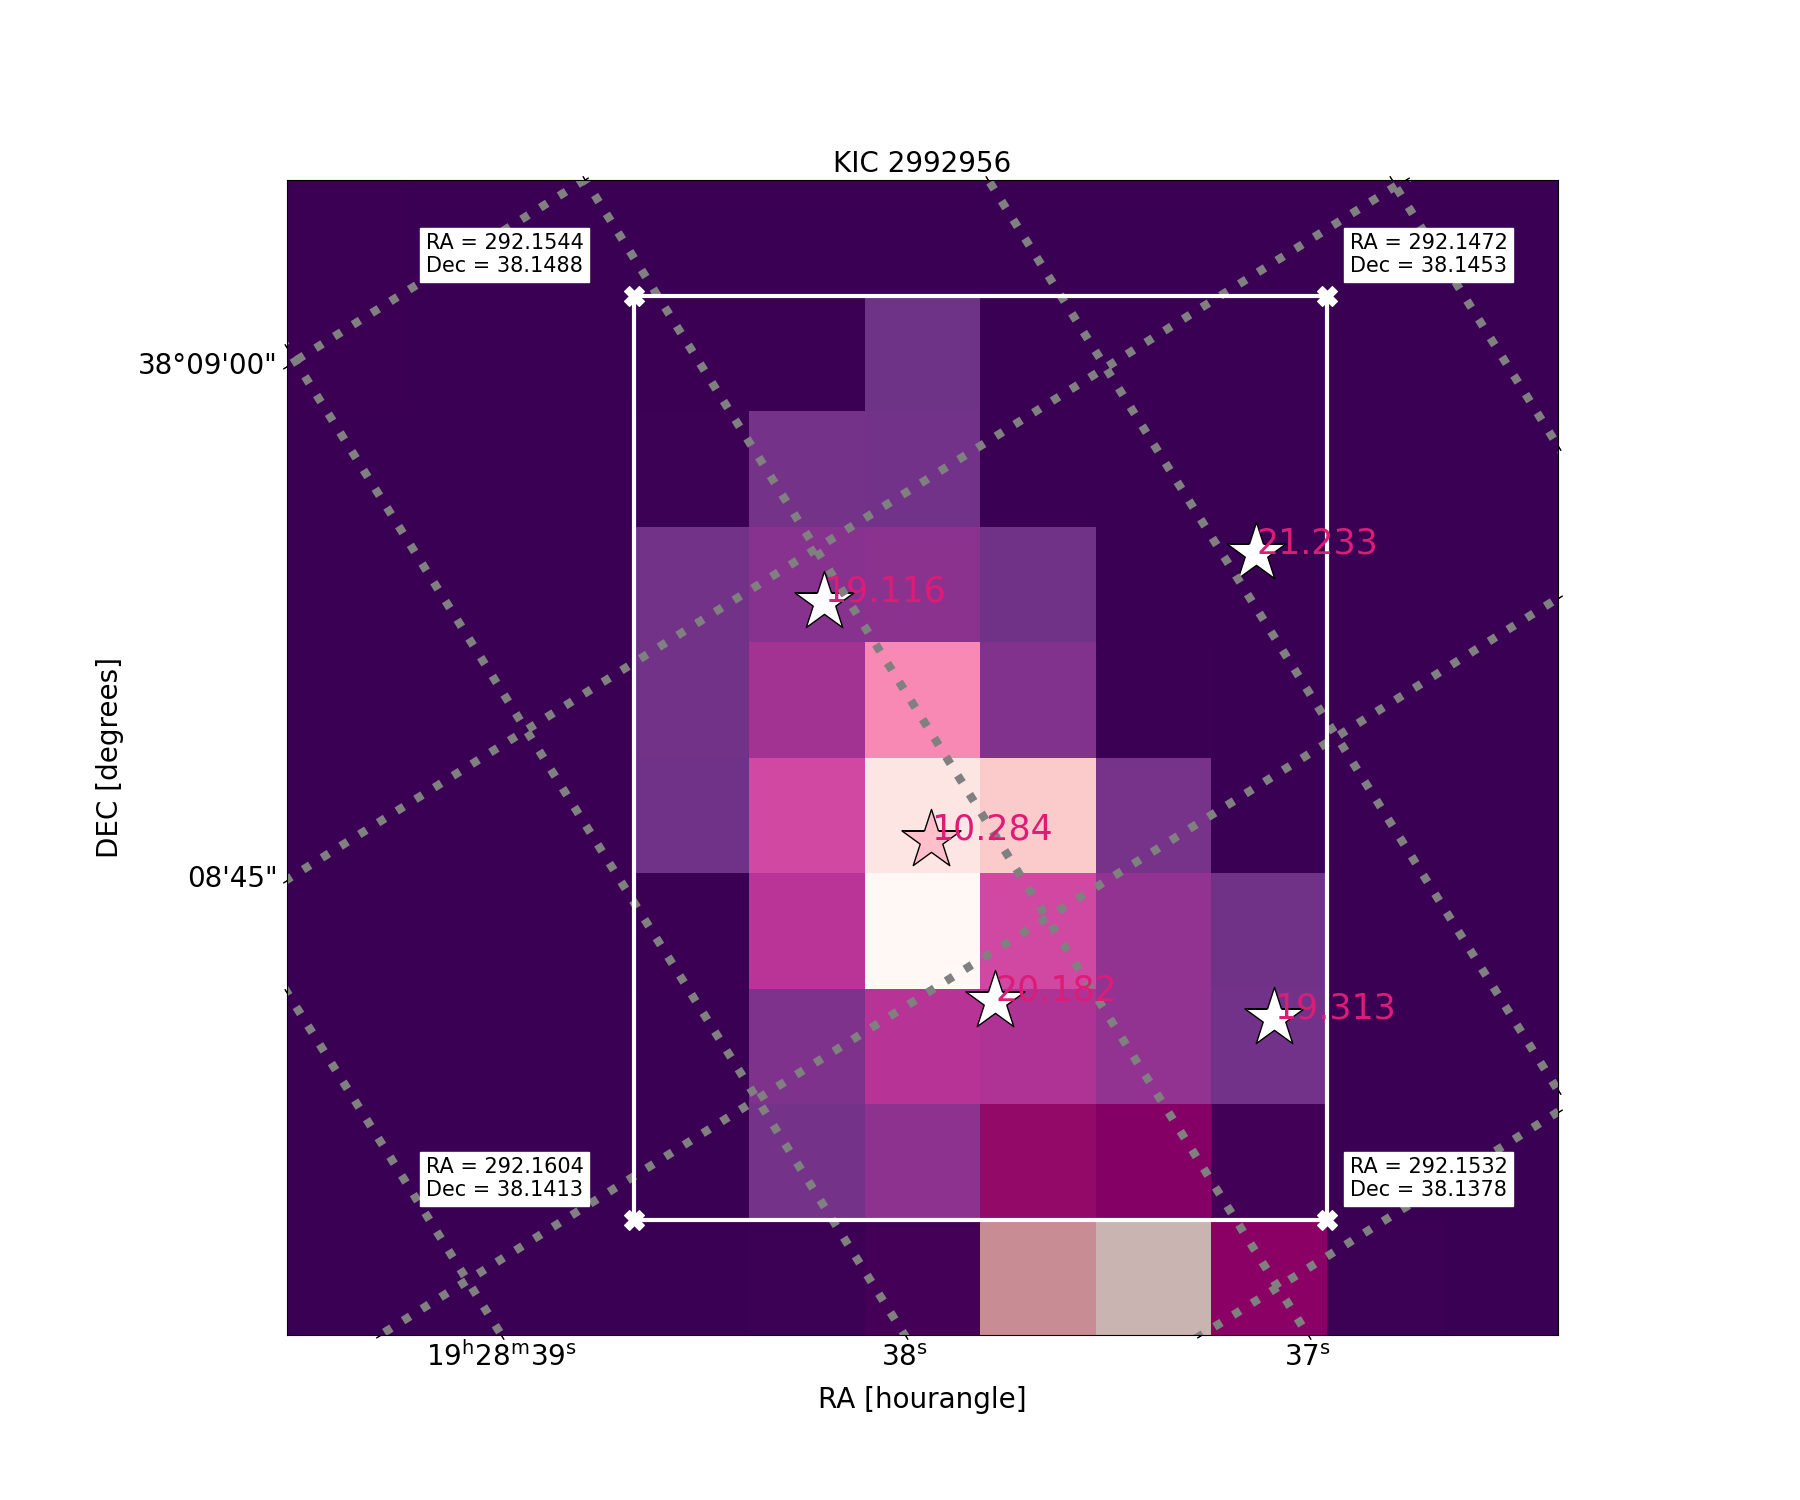 KIC 2992956
RA = 292.1544
Dec = 38.1488
RA = 292.1472
Dec = 38.1453
38°09'00"
21.233
19.116
10.284
08'45"
20.182
19.313
RA = 292.1604
Dec = 38.1413
RA = 292.1532
Dec = 38.1378
19ʰ28ᵐ39ˢ
38ˢ
37ˢ
RA [hourangle]
DEC [degrees]